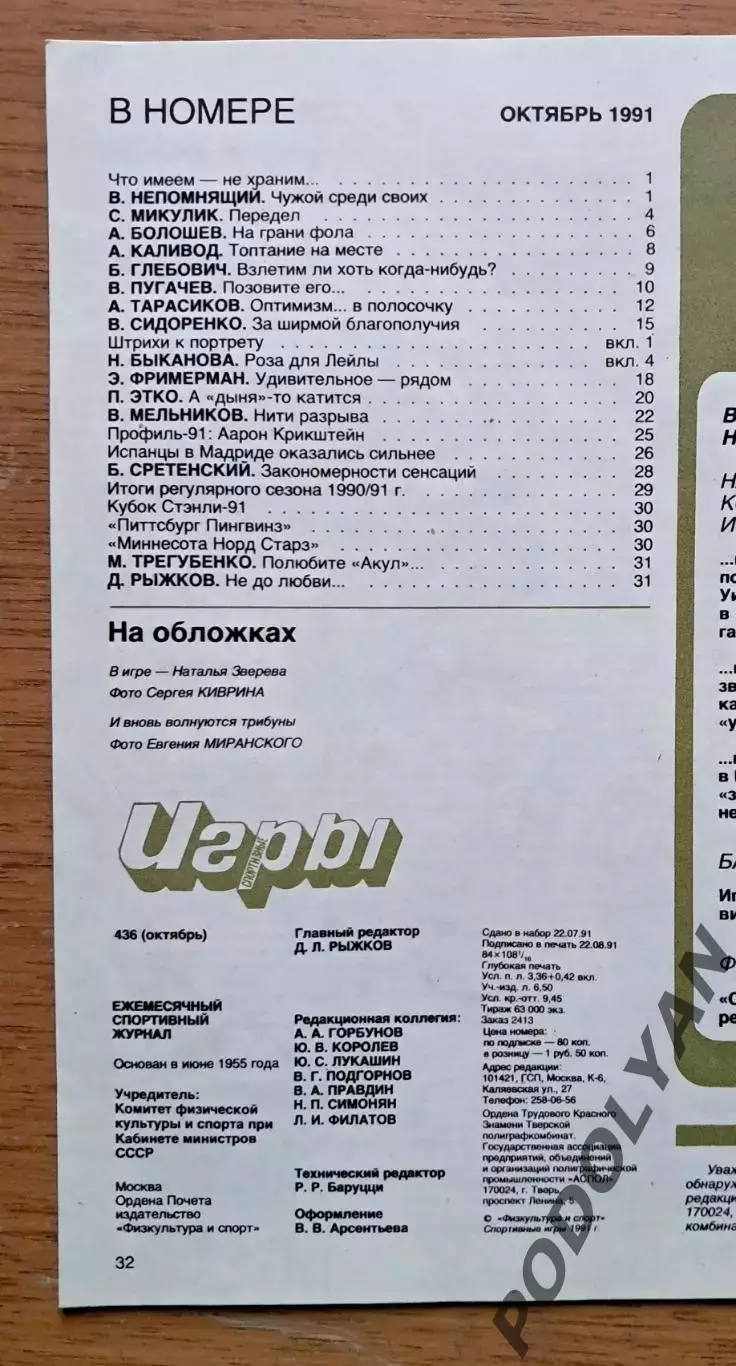 В НОМЕРЕ
ОКТЯБРЬ 1991
Что имеем — не храним... 1
В. НЕПОМНЯЩИЙ. Чужой среди своих 1
С. МИКУЛИК. Передел 4
А. БОЛОШЕВ. На грани фола 6
А. КАЛИВОД. Топтание на месте 8
Б. ГЛЕБОВИЧ. Взлетим ли хоть когда-нибудь? 9
В. ПУГАЧЕВ. Позовите его... 10
А. ТАРАСИКОВ. Оптимизм... в полосочку 12
В. СИДОРЕНКО. За ширмой благополучия 15
Штрихи к портрету вкл. 1
Н. БЫКАНОВА. Роза для Лейлы вкл. 4
Э. ФРИМЕРМАН. Удивительное — рядом 18
П. ЭТКО. А «дыня»-то катится 20
В. МЕЛЬНИКОВ. Нити разрыва 22
Профиль-91: Аарон Крикштейн 25
Испанцы в Мадриде оказались сильнее 26
Б. СРЕТЕНСКИЙ. Закономерности сенсаций 28
Итоги регулярного сезона 1990/91 г. 29
Кубок Стэнли-91 30
«Питтсбург Пингвинз» 30
«Миннесота Норд Старз» 30
М. ТРЕГУБЕНКО. Полюбите «Акул»... 31
Д. РЫЖКОВ. Не до любви... 31
На обложках
В игре — Наталья Зверева
Фото Сергея КИВРИНА
И вновь волнуются трибуны
Фото Евгения МИРАНСКОГО
Игры
СПОРТИВНЫЕ
436 (октябрь)
ЕЖЕМЕСЯЧНЫЙ
СПОРТИВНЫЙ
ЖУРНАЛ
Основан в июне 1955 года
Учредитель:
Комитет физической
культуры и спорта при
Кабинете министров
СССР
Москва
Ордена Почета
издательство
«Физкультура и спорт»
32
Главный редактор
Д. Л. РЫЖКОВ
Редакционная коллегия:
А. А. ГОРБУНОВ
Ю. В. КОРОЛЕВ
Ю. С. ЛУКАШИН
В. Г. ПОДГОРНОВ
В. А. ПРАВДИН
Н. П. СИМОНЯН
Л. И. ФИЛАТОВ
Технический редактор
Р. Р. Баруцци
Оформление
В. В. Арсентьева
Сдано в набор 22.07.91
Подписано в печать 22.08.91
84×108 1/16
Глубокая печать
Усл. п. л. 3,36+0,42 вкл.
Уч.-изд. л. 6,50
Усл. кр.-отт. 9,45
Тираж 63 000 экз.
Заказ 2413
Цена номера:
по подписке — 80 коп.
в розницу — 1 руб. 50 коп.
Адрес редакции:
101421, ГСП, Москва, К-6,
Каляевская ул., 27
Телефон: 258-06-56
Ордена Трудового Красного
Знамени Тверской
полиграфкомбинат.
Государственная ассоциация
предприятий, объединений
и организаций полиграфической
промышленности «АСПОЛ»
170024, г. Тверь,
проспект Ленина, 5
© «Физкультура и спорт»
Спортивные игры 1991 г.
Уваж
обнаруж
редакци
170024,
комбина
PODOLYAN